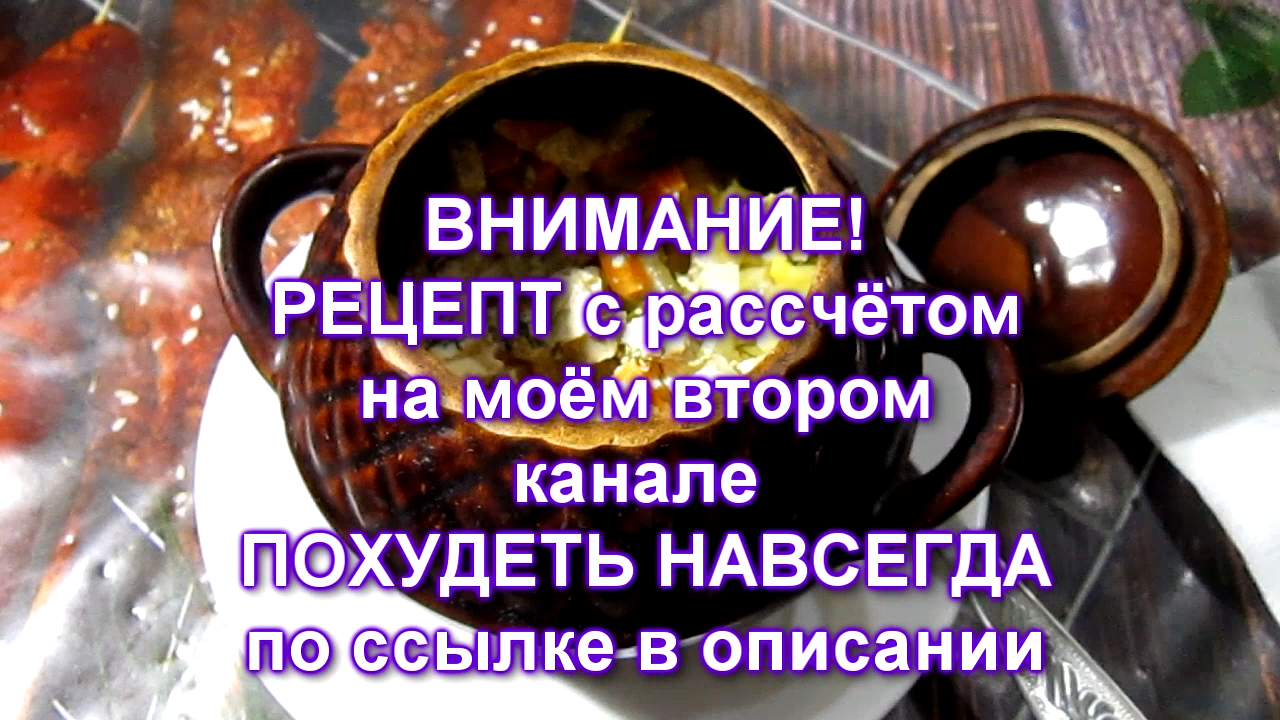 ВНИМАНИЕ!
РЕЦЕПТ с рассчётом
на моём втором
канале
ПОХУДЕТЬ НАВСЕГДА
по ссылке в описании